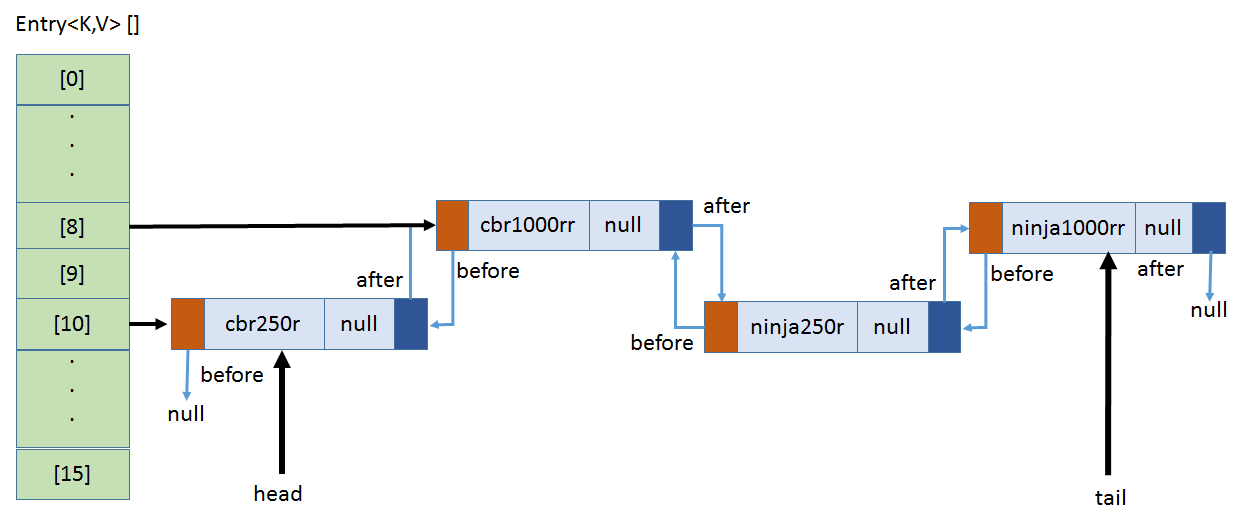 Entry<K,V> []
[0]
.
.
.
[8]
[9]
[10]
.
.
.
[15]
cbr1000rr null
after
before
ninja1000rr null
after
before
null
cbr250r null
after
before
null
ninja250r null
after
before
head
tail